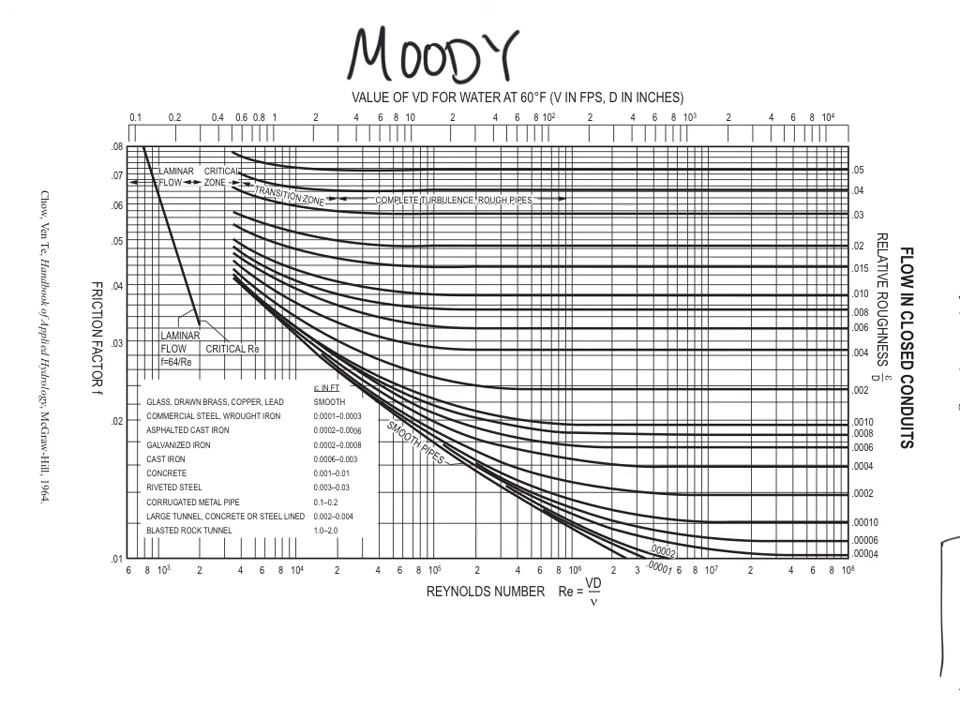 MOODY
VALUE OF VD FOR WATER AT 60°F (V IN FPS, D IN INCHES)
0.1 0.2 0.4 0.6 0.8 1 2 4 6 8 10 2 4 6 8 10² 2 4 6 8 10³ 2 4 6 8 10⁴
.08
.07
.06
.05
.04
.03
.02
.01
FRICTION FACTOR f
LAMINAR FLOW
CRITICAL ZONE
TRANSITION ZONE
COMPLETE TURBULENCE, ROUGH PIPES
LAMINAR
FLOW
f=64/Re
CRITICAL Re
SMOOTH PIPES
ε IN FT
GLASS, DRAWN BRASS, COPPER, LEAD SMOOTH
COMMERCIAL STEEL, WROUGHT IRON 0.0001–0.0003
ASPHALTED CAST IRON 0.0002–0.0006
GALVANIZED IRON 0.0002–0.0008
CAST IRON 0.0006–0.003
CONCRETE 0.001–0.01
RIVETED STEEL 0.003–0.03
CORRUGATED METAL PIPE 0.1–0.2
LARGE TUNNEL, CONCRETE OR STEEL LINED 0.002–0.004
BLASTED ROCK TUNNEL 1.0–2.0
.05
.04
.03
.02
.015
.010
.008
.006
.004
.002
.0010
.0008
.0006
.0004
.0002
.00010
.00006
.00004
.00002
.00001
RELATIVE ROUGHNESS ε/D
FLOW IN CLOSED CONDUITS
6 8 10³ 2 4 6 8 10⁴ 2 4 6 8 10⁵ 2 4 6 8 10⁶ 2 3 6 8 10⁷ 2 4 6 8 10⁸
REYNOLDS NUMBER Re = VD/ν
Chow, Ven Te, Handbook of Applied Hydrology, McGraw-Hill, 1964.